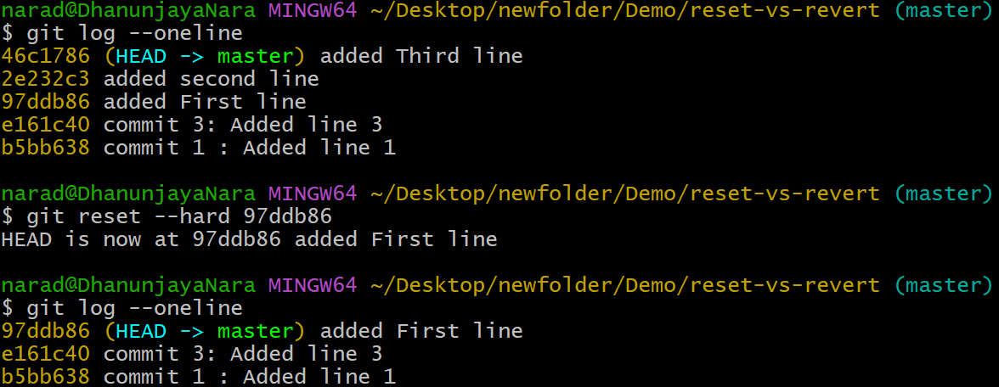 narad@DhanunjayaNara MINGW64 ~/Desktop/newfolder/Demo/reset-vs-revert (master)
$ git log --oneline
46c1786 (HEAD -> master) added Third line
2e232c3 added second line
97ddb86 added First line
e161c40 commit 3: Added line 3
b5bb638 commit 1 : Added line 1
narad@DhanunjayaNara MINGW64 ~/Desktop/newfolder/Demo/reset-vs-revert (master)
$ git reset --hard 97ddb86
HEAD is now at 97ddb86 added First line
narad@DhanunjayaNara MINGW64 ~/Desktop/newfolder/Demo/reset-vs-revert (master)
$ git log --oneline
97ddb86 (HEAD -> master) added First line
e161c40 commit 3: Added line 3
b5bb638 commit 1 : Added line 1